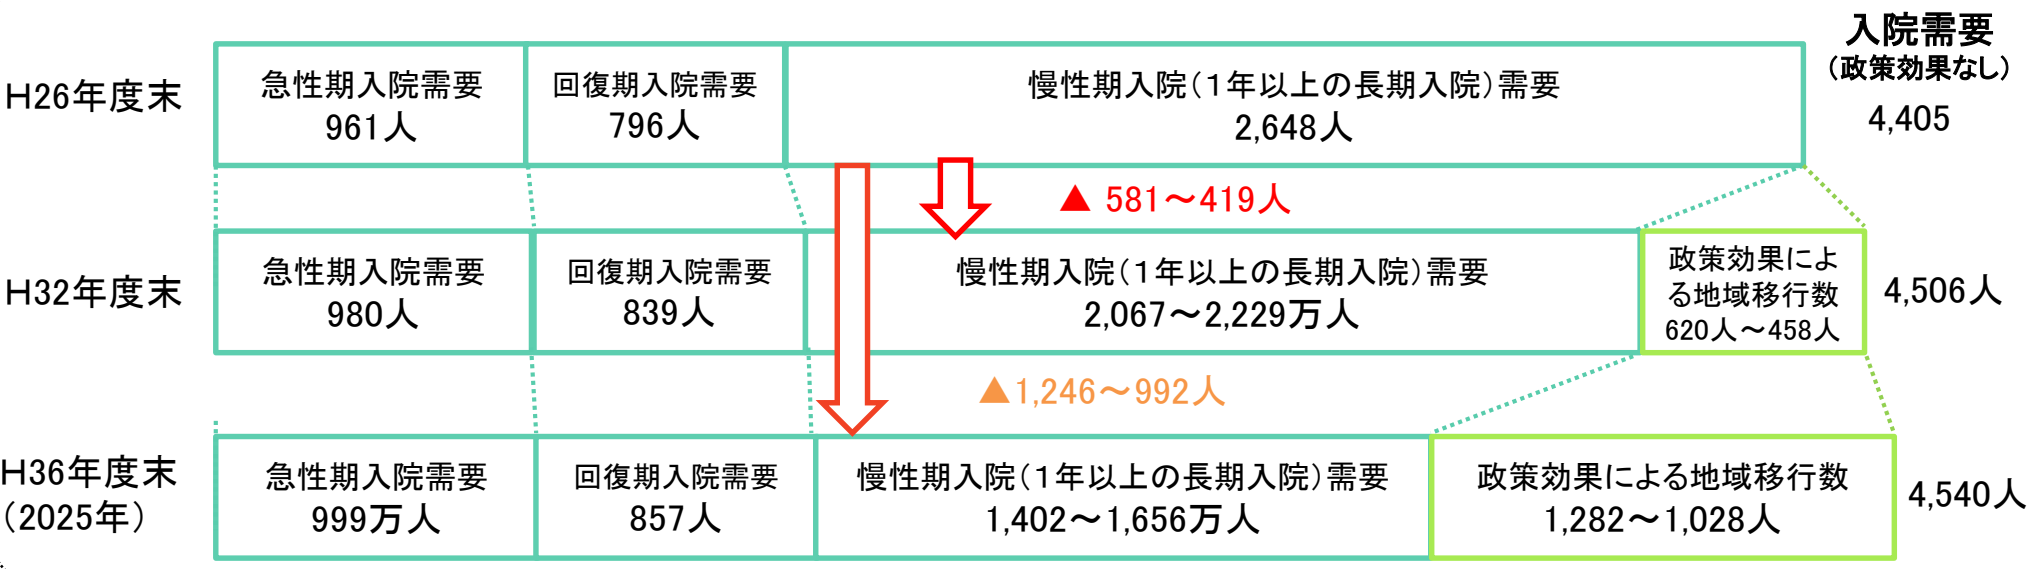 入院需要
（政策効果なし）
H26年度末
急性期入院需要
961人
回復期入院需要
796人
慢性期入院（１年以上の長期入院）需要
2,648人
4,405
▲ 581～419人
H32年度末
急性期入院需要
980人
回復期入院需要
839人
慢性期入院（１年以上の長期入院）需要
2,067～2,229万人
政策効果によ
る地域移行数
620人～458人
4,506人
▲1,246～992人
H36年度末
（2025年）
急性期入院需要
999万人
回復期入院需要
857人
慢性期入院（１年以上の長期入院）需要
1,402～1,656万人
政策効果による地域移行数
1,282～1,028人
4,540人